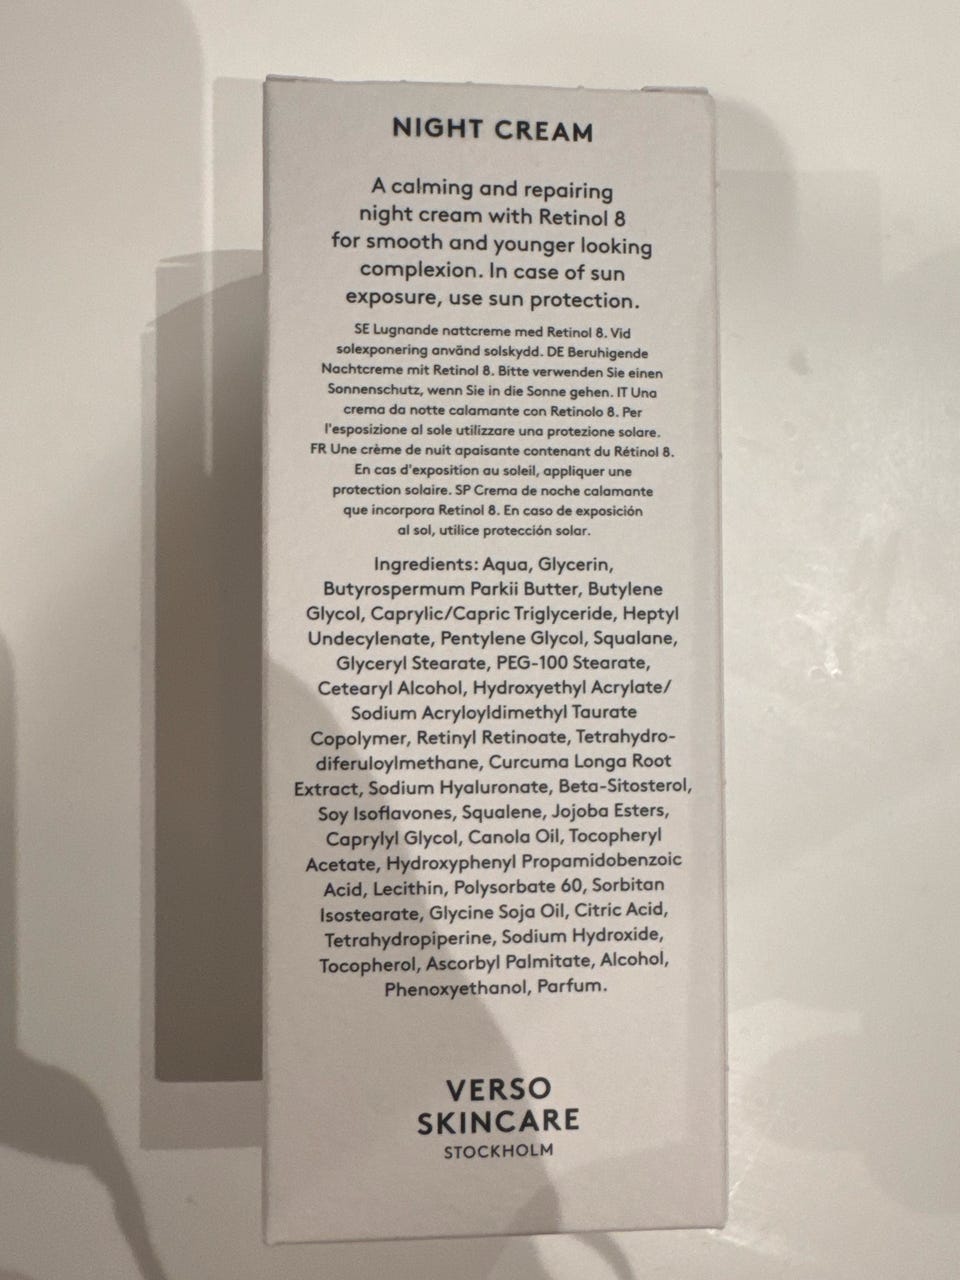 NIGHT CREAM
A calming and repairing
night cream with Retinol 8
for smooth and younger looking
complexion. In case of sun
exposure, use sun protection.
SE Lugnande nattcreme med Retinol 8. Vid
solexponering använd solskydd. DE Beruhigende
Nachtcreme mit Retinol 8. Bitte verwenden Sie einen
Sonnenschutz, wenn Sie in die Sonne gehen. IT Una
crema da notte calamante con Retinolo 8. Per
l'esposizione al sole utilizzare una protezione solare.
FR Une crème de nuit apaisante contenant du Rétinol 8.
En cas d'exposition au soleil, appliquer une
protection solaire. SP Crema de noche calamante
que incorpora Retinol 8. En caso de exposición
al sol, utilice protección solar.
Ingredients: Aqua, Glycerin,
Butyrospermum Parkii Butter, Butylene
Glycol, Caprylic/Capric Triglyceride, Heptyl
Undecylenate, Pentylene Glycol, Squalane,
Glyceryl Stearate, PEG-100 Stearate,
Cetearyl Alcohol, Hydroxyethyl Acrylate/
Sodium Acryloyldimethyl Taurate
Copolymer, Retinyl Retinoate, Tetrahydro-
diferuloylmethane, Curcuma Longa Root
Extract, Sodium Hyaluronate, Beta-Sitosterol,
Soy Isoflavones, Squalene, Jojoba Esters,
Caprylyl Glycol, Canola Oil, Tocopheryl
Acetate, Hydroxyphenyl Propamidobenzoic
Acid, Lecithin, Polysorbate 60, Sorbitan
Isostearate, Glycine Soja Oil, Citric Acid,
Tetrahydropiperine, Sodium Hydroxide,
Tocopherol, Ascorbyl Palmitate, Alcohol,
Phenoxyethanol, Parfum.
VERSO
SKINCARE
STOCKHOLM